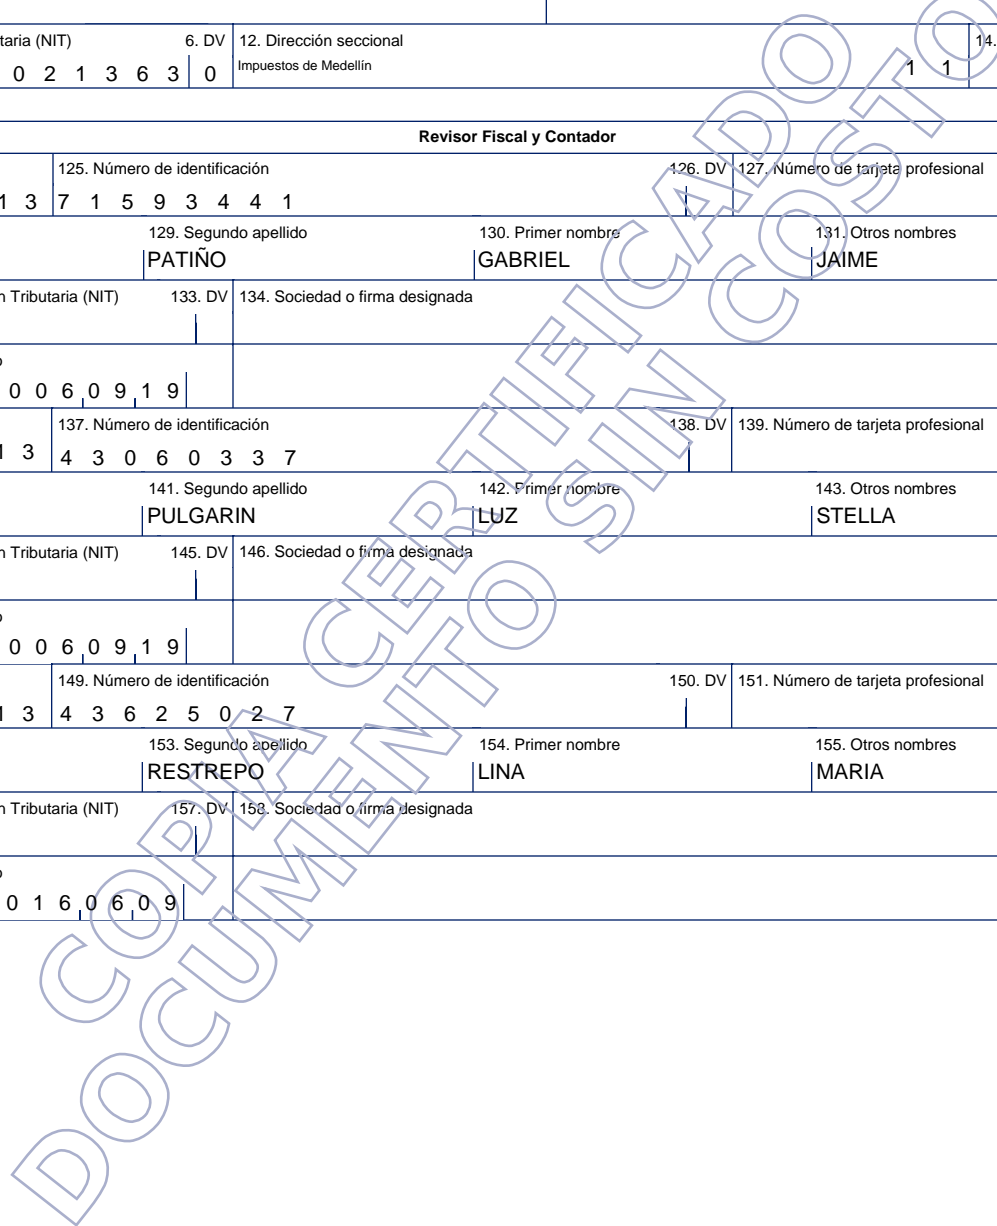 taria (NIT) 6. DV 12. Dirección seccional 14.
0 2 1 3 6 3 0 Impuestos de Medellín 1 1
Revisor Fiscal y Contador
125. Número de identificación 126. DV 127. Número de tarjeta profesional
1 3 7 1 5 9 3 4 4 1
129. Segundo apellido 130. Primer nombre 131. Otros nombres
PATIÑO GABRIEL JAIME
n Tributaria (NIT) 133. DV 134. Sociedad o firma designada
o
0 0 6 0 9 1 9
137. Número de identificación 138. DV 139. Número de tarjeta profesional
1 3 4 3 0 6 0 3 3 7
141. Segundo apellido 142. Primer nombre 143. Otros nombres
PULGARIN LUZ STELLA
n Tributaria (NIT) 145. DV 146. Sociedad o firma designada
o
0 0 6 0 9 1 9
149. Número de identificación 150. DV 151. Número de tarjeta profesional
1 3 4 3 6 2 5 0 2 7
153. Segundo apellido 154. Primer nombre 155. Otros nombres
RESTREPO LINA MARIA
n Tributaria (NIT) 157. DV 158. Sociedad o firma designada
o
0 1 6 0 6 0 9
COPIA CERTIFICADO
DOCUMENTO SIN COSTO